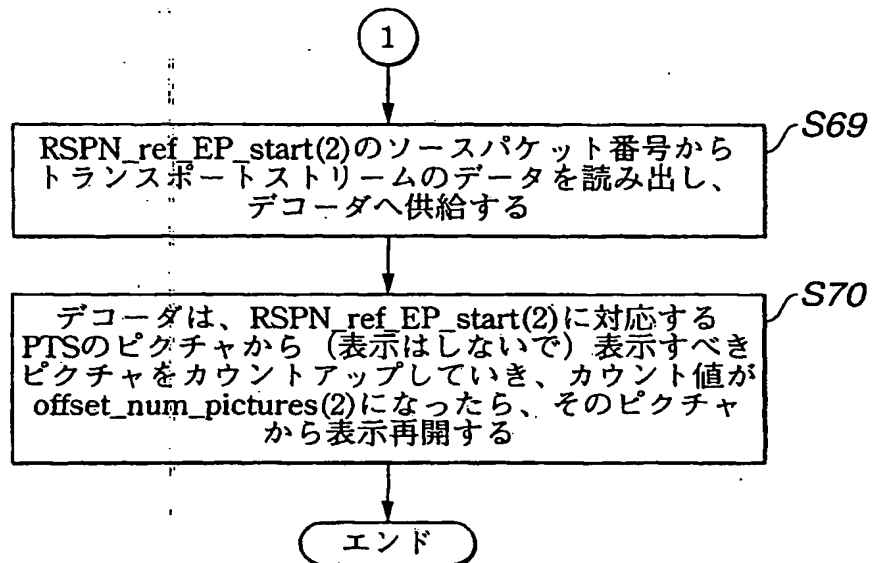 1
S69
RSPN_ref_EP_start(2)のソースパケット番号から
トランスポートストリームのデータを読み出し、
デコーダへ供給する
S70
デコーダは、RSPN_ref_EP_start(2)に対応する
PTSのピクチャから（表示はしないで）表示すべき
ピクチャをカウントアップしていき、カウント値が
offset_num_pictures(2)になったら、そのピクチャ
から表示再開する
エンド